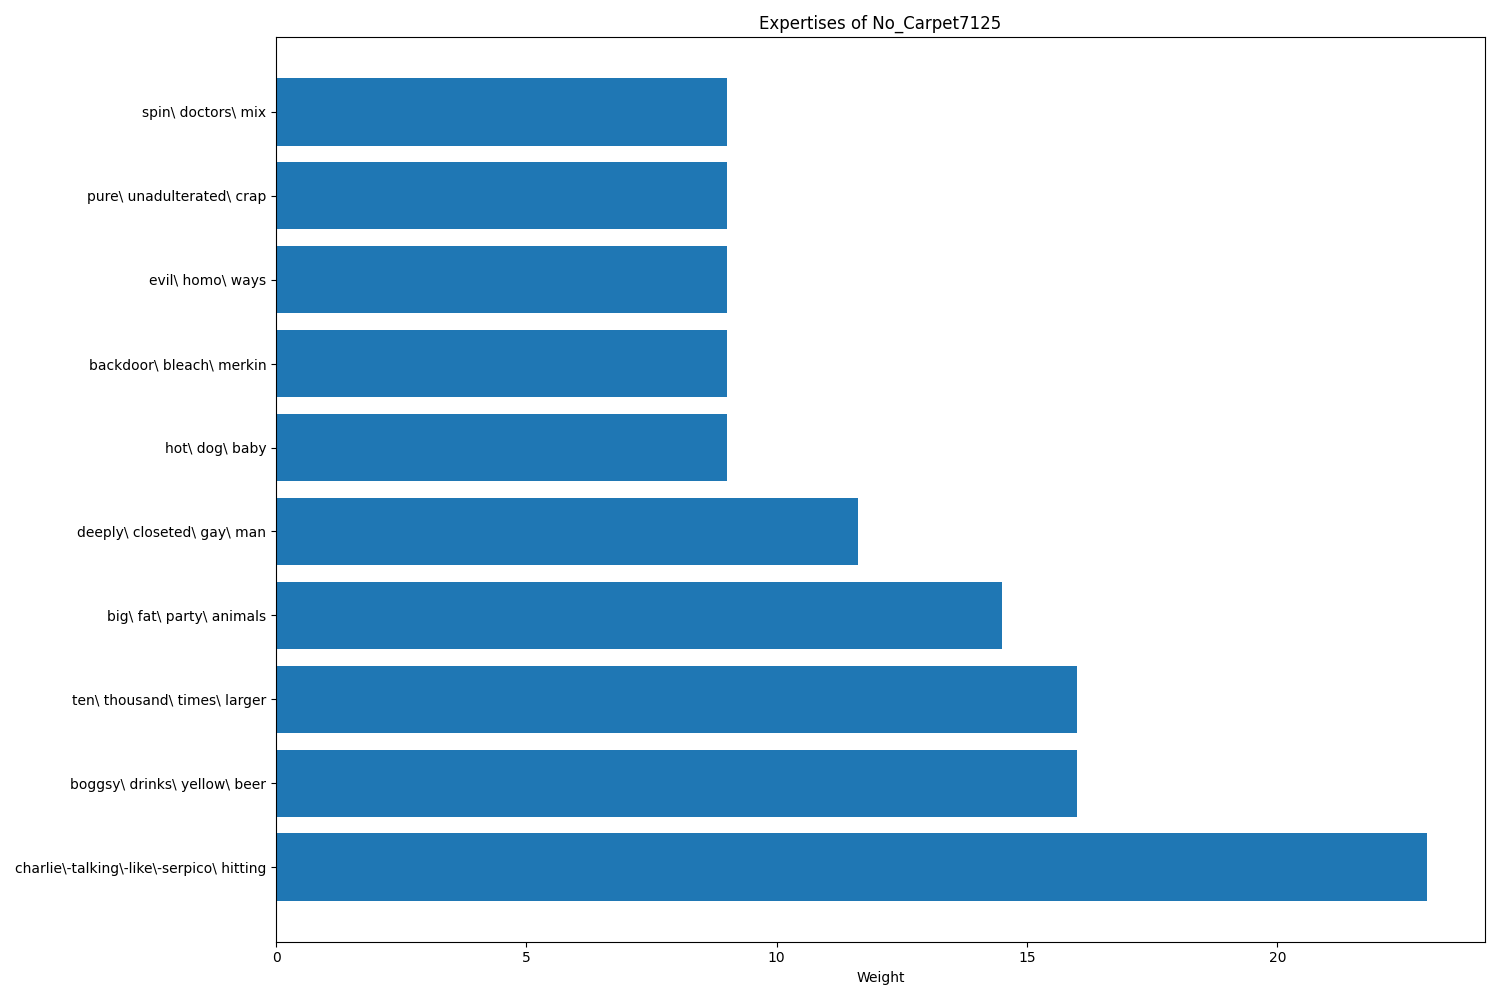 Expertises of No_Carpet7125
spin\ doctors\ mix
pure\ unadulterated\ crap
evil\ homo\ ways
backdoor\ bleach\ merkin
hot\ dog\ baby
deeply\ closeted\ gay\ man
big\ fat\ party\ animals
ten\ thousand\ times\ larger
boggsy\ drinks\ yellow\ beer
charlie\-talking\-like\-serpico\ hitting
0 5 10 15 20
Weight